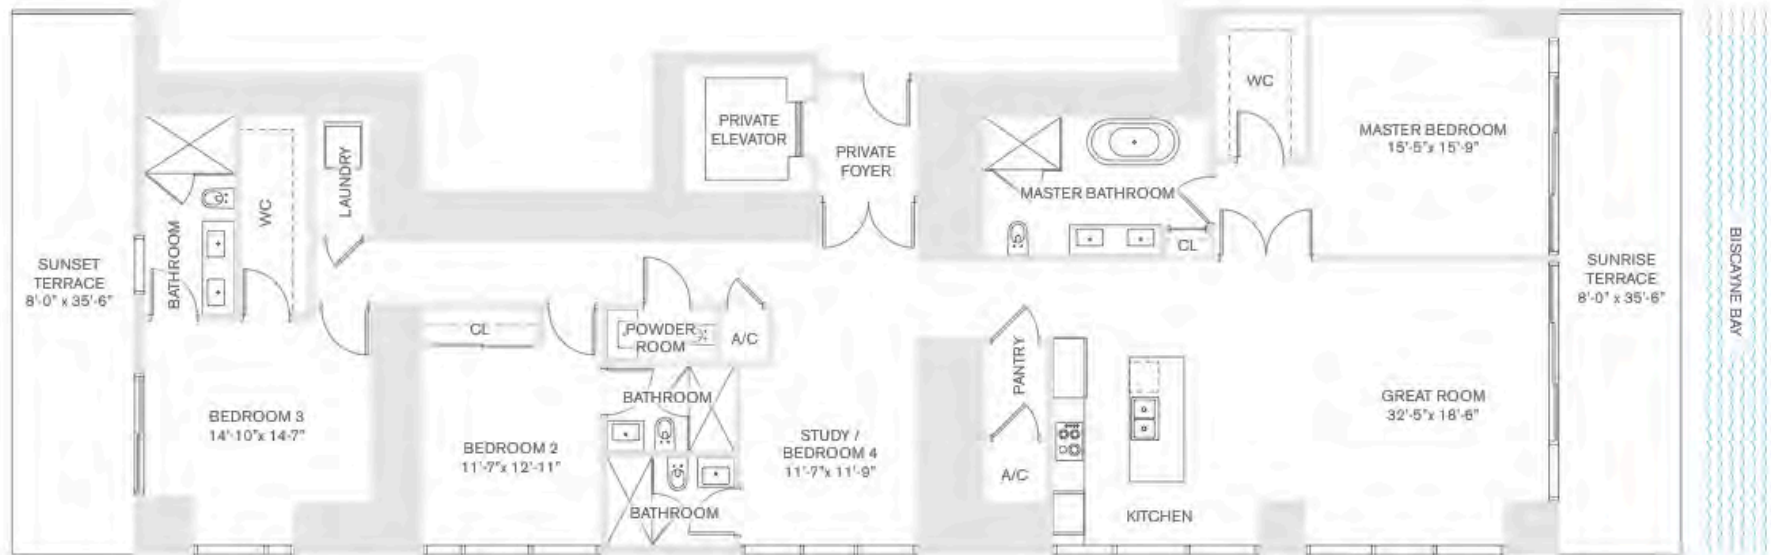 SUNSET
TERRACE
8'-0" x 35'-6"
BATHROOM
WC
LAUNDRY
BEDROOM 3
14'-10"x 14'-7"
CL
BEDROOM 2
11'-7"x 12'-11"
POWDER
ROOM
A/C
BATHROOM
BATHROOM
STUDY /
BEDROOM 4
11'-7"x 11'-9"
PRIVATE
ELEVATOR
PRIVATE
FOYER
MASTER BATHROOM
CL
WC
MASTER BEDROOM
15'-5"x 15'-9"
PANTRY
A/C
KITCHEN
GREAT ROOM
32'-5"x 18'-6"
SUNRISE
TERRACE
8'-0" x 35'-6"
BISCAYNE BAY